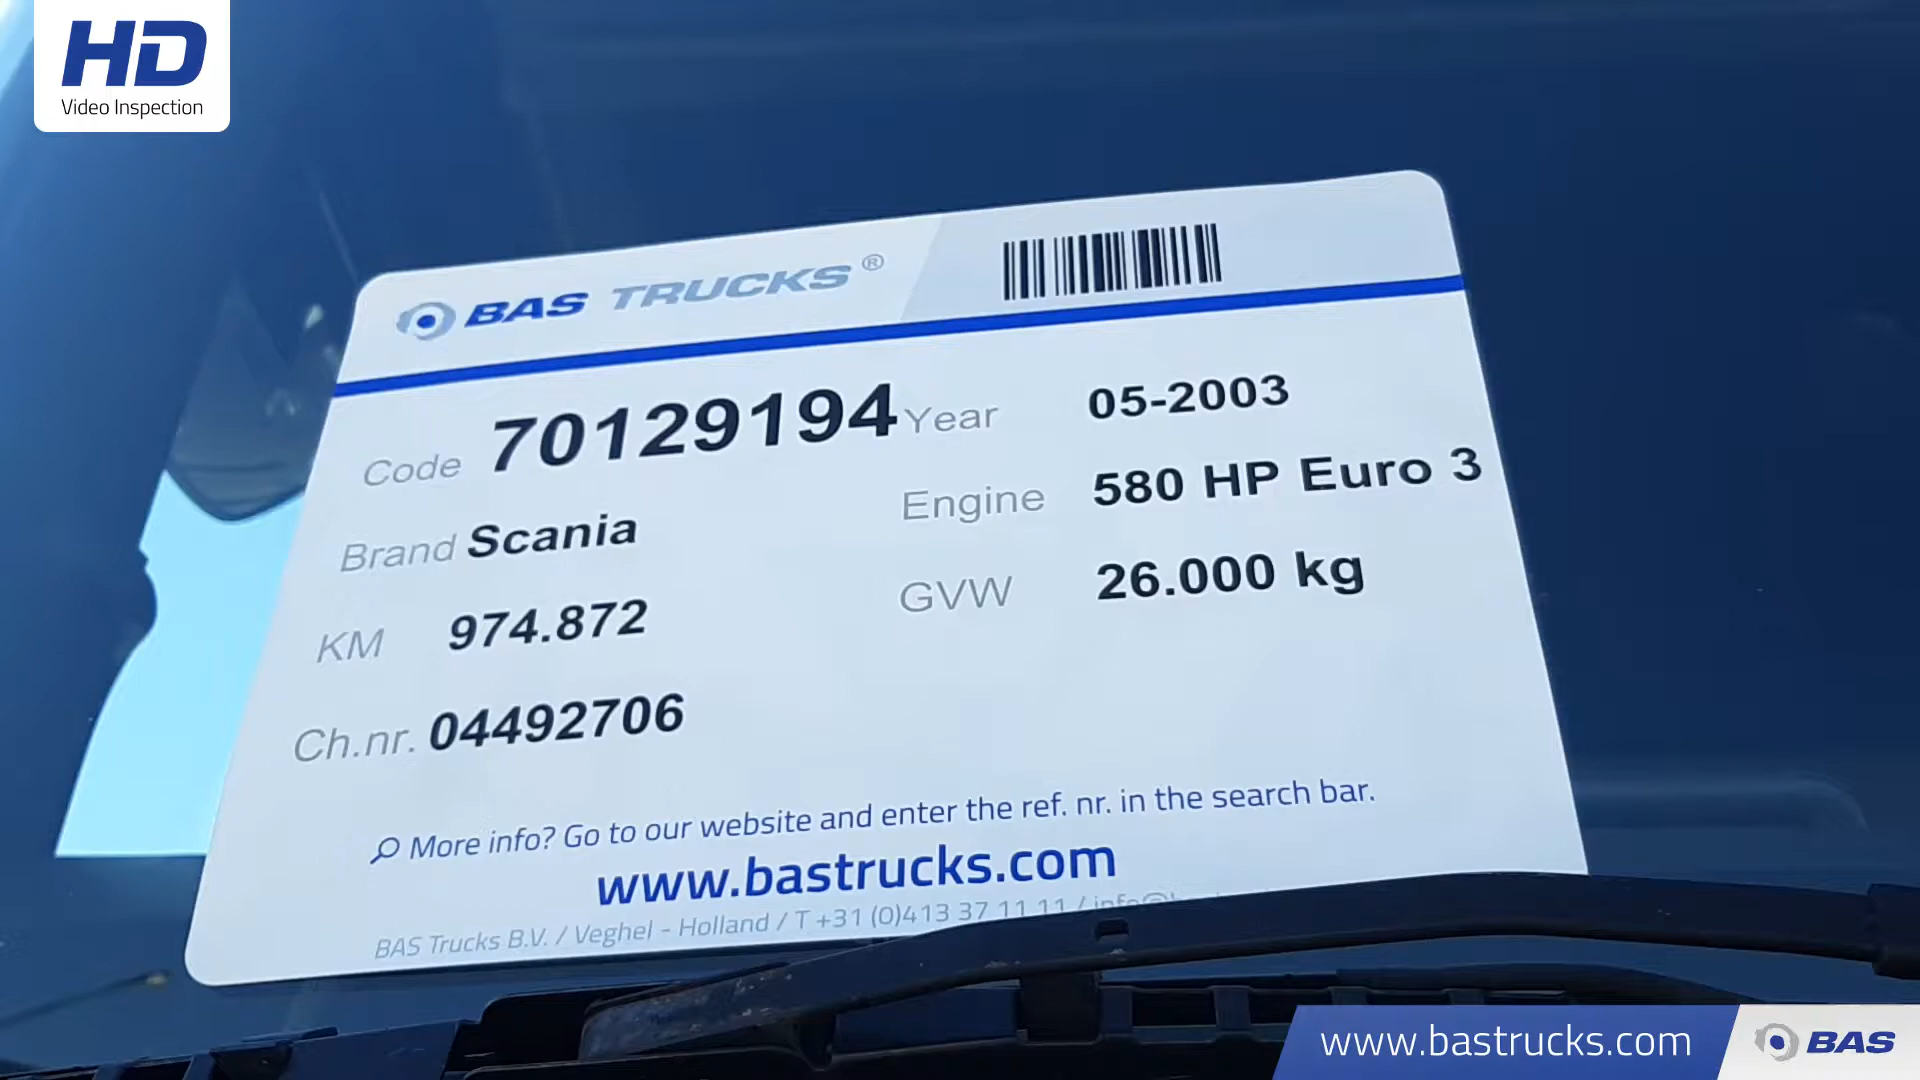 HD
Video Inspection
BAS TRUCKS ®
Code 70129194
Year 05-2003
Brand Scania
Engine 580 HP Euro 3
KM 974.872
GVW 26.000 kg
Ch.nr. 04492706
More info? Go to our website and enter the ref. nr. in the search bar.
www.bastrucks.com
BAS Trucks B.V. / Veghel - Holland / T +31 (0)413 37 11 11 /
www.bastrucks.com
BAS